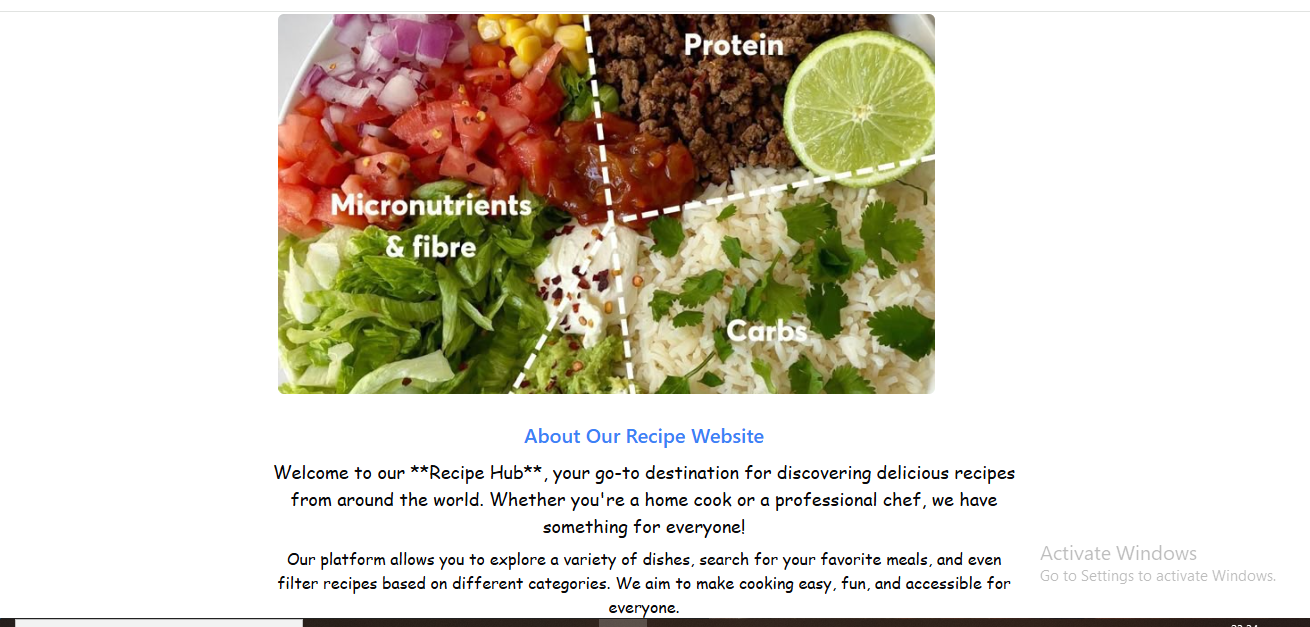 Protein
Micronutrients
& fibre
Carbs
About Our Recipe Website
Welcome to our **Recipe Hub**, your go-to destination for discovering delicious recipes
from around the world. Whether you're a home cook or a professional chef, we have
something for everyone!
Our platform allows you to explore a variety of dishes, search for your favorite meals, and even
filter recipes based on different categories. We aim to make cooking easy, fun, and accessible for
everyone.
Activate Windows
Go to Settings to activate Windows.